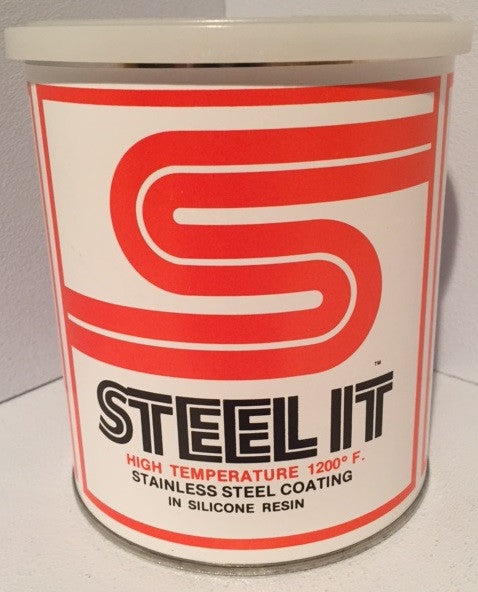 ™
STEEL IT
HIGH TEMPERATURE 1200° F.
STAINLESS STEEL COATING
IN SILICONE RESIN